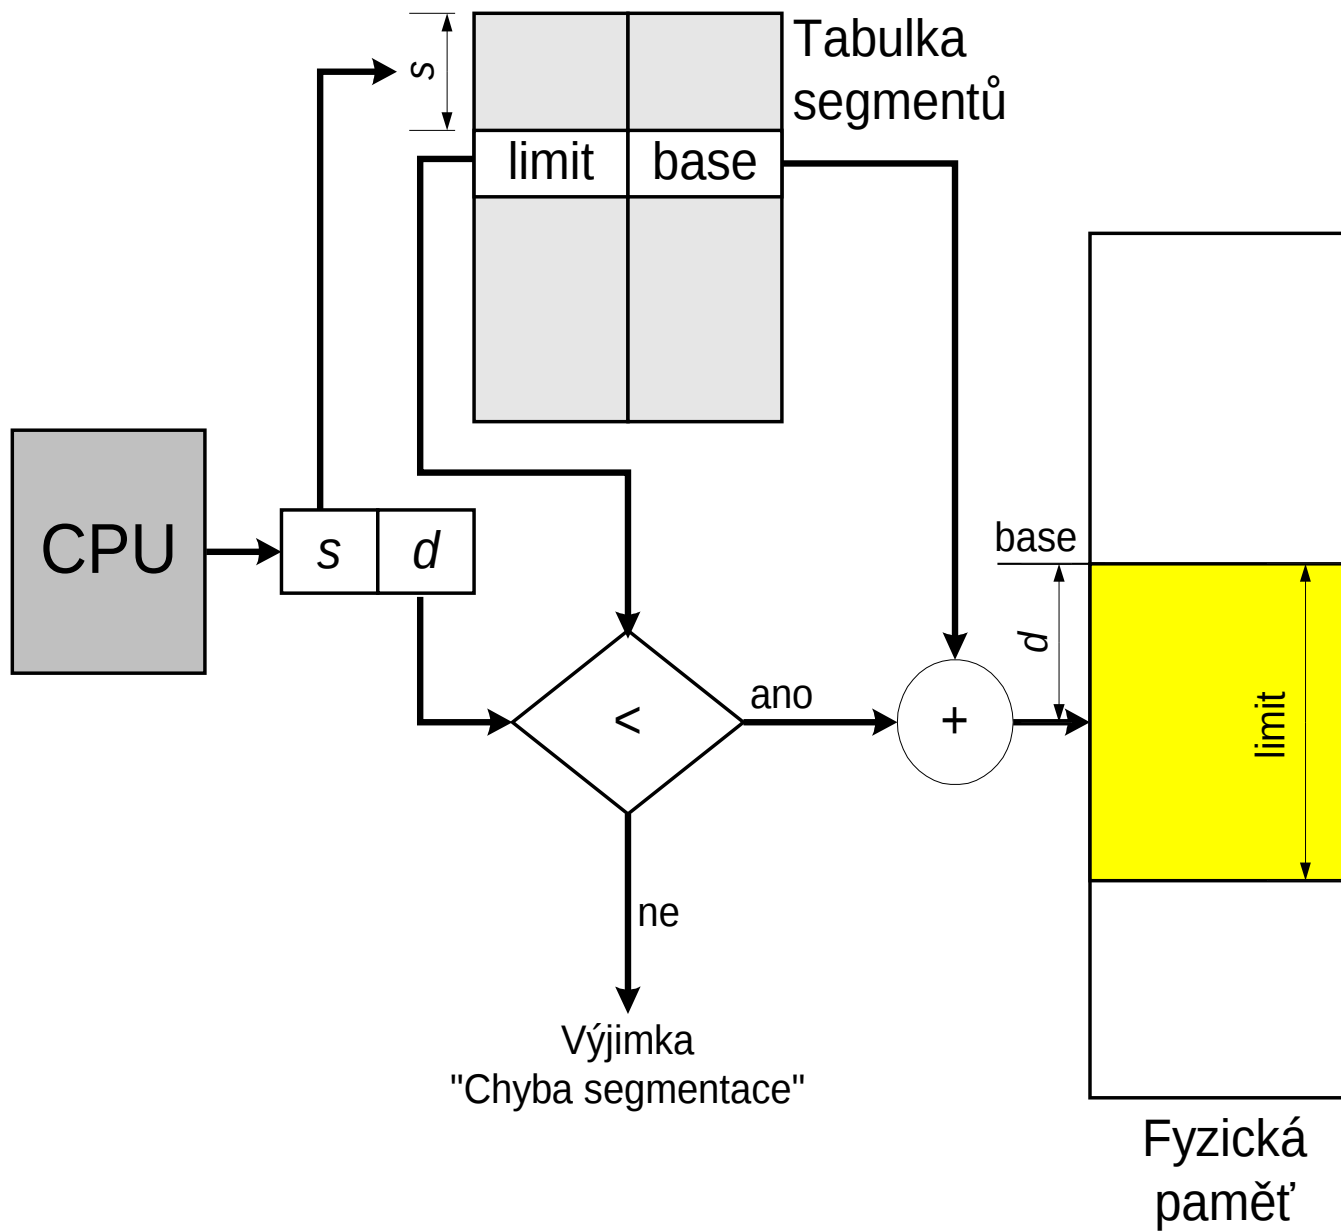 Tabulka
segmentů
s
limit
base
CPU
s
d
base
d
limit
<
ano
+
ne
Výjimka
"Chyba segmentace"
Fyzická
paměť